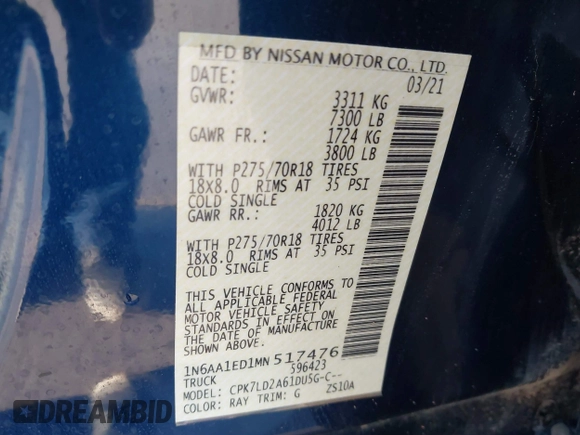 MFD BY NISSAN MOTOR CO., LTD.
DATE: 03/21
GVWR: 3311 KG
7300 LB
GAWR FR.: 1724 KG
3800 LB
WITH P275/70R18 TIRES
18X8.0 RIMS AT 35 PSI
COLD SINGLE
GAWR RR.: 1820 KG
4012 LB
WITH P275/70R18 TIRES
18X8.0 RIMS AT 35 PSI
COLD SINGLE
THIS VEHICLE CONFORMS TO
ALL APPLICABLE FEDERAL
MOTOR VEHICLE SAFETY
STANDARDS IN EFFECT ON
THE DATE OF MANUFACTURE
SHOWN ABOVE
1N6AA1ED1MN517476
TRUCK 596423
MODEL: CPK7LD2A61DU5G-C--
COLOR: RAY TRIM: G ZS10A
DREAMBID